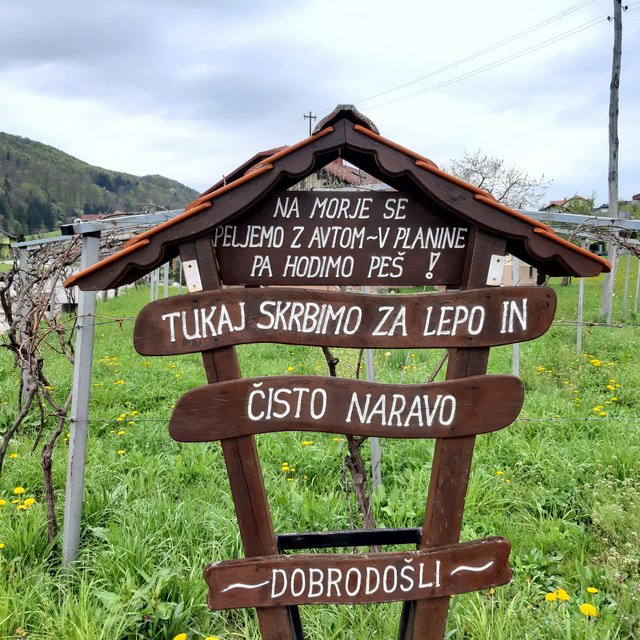 NA MORJE SE
PELJEMO Z AVTOM~V PLANINE
PA HODIMO PEŠ !
TUKAJ SKRBIMO ZA LEPO IN
ČISTO NARAVO
~DOBRODOŠLI~